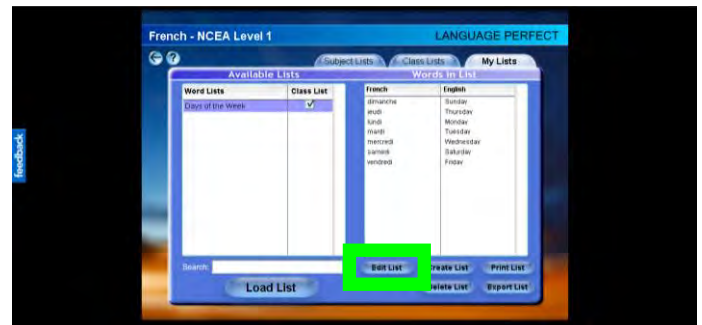 French - NCEA Level 1
LANGUAGE PERFECT
Subject Lists
Class Lists
My Lists
Available Lists
Words in List
Word Lists
Class List
Days of the Week
French
English
dimanche
Sunday
jeudi
Thursday
lundi
Monday
mardi
Tuesday
mercredi
Wednesday
samedi
Saturday
vendredi
Friday
Search:
Edit List
Create List
Print List
Load List
Delete List
Export List
feedback